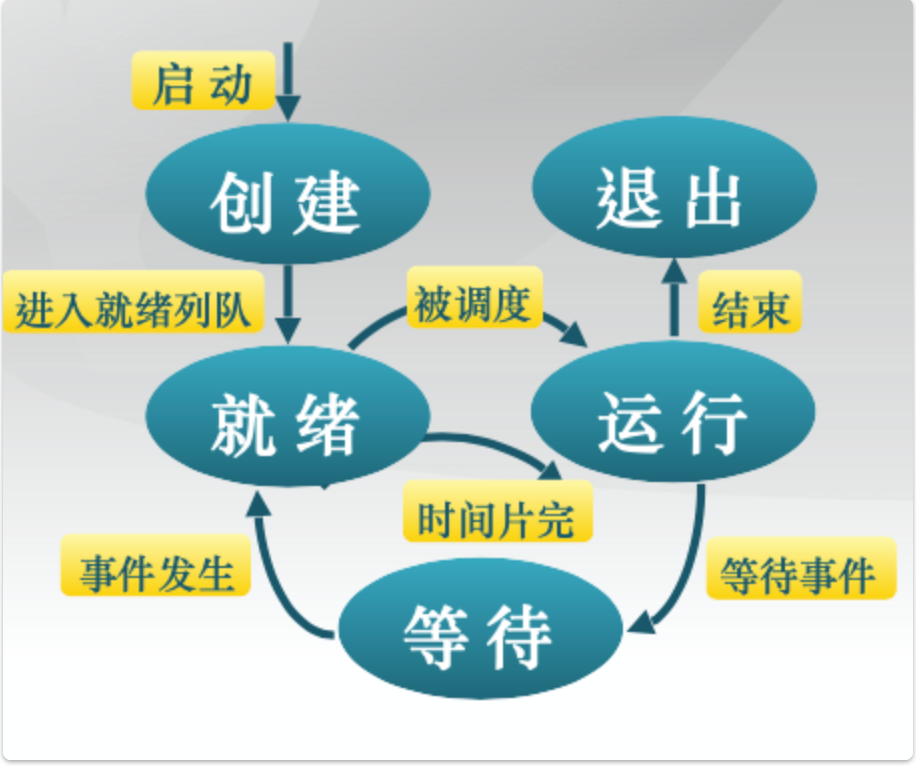 启动
创建
退出
进入就绪列队
被调度
结束
就绪
运行
时间片完
事件发生
等待事件
等待